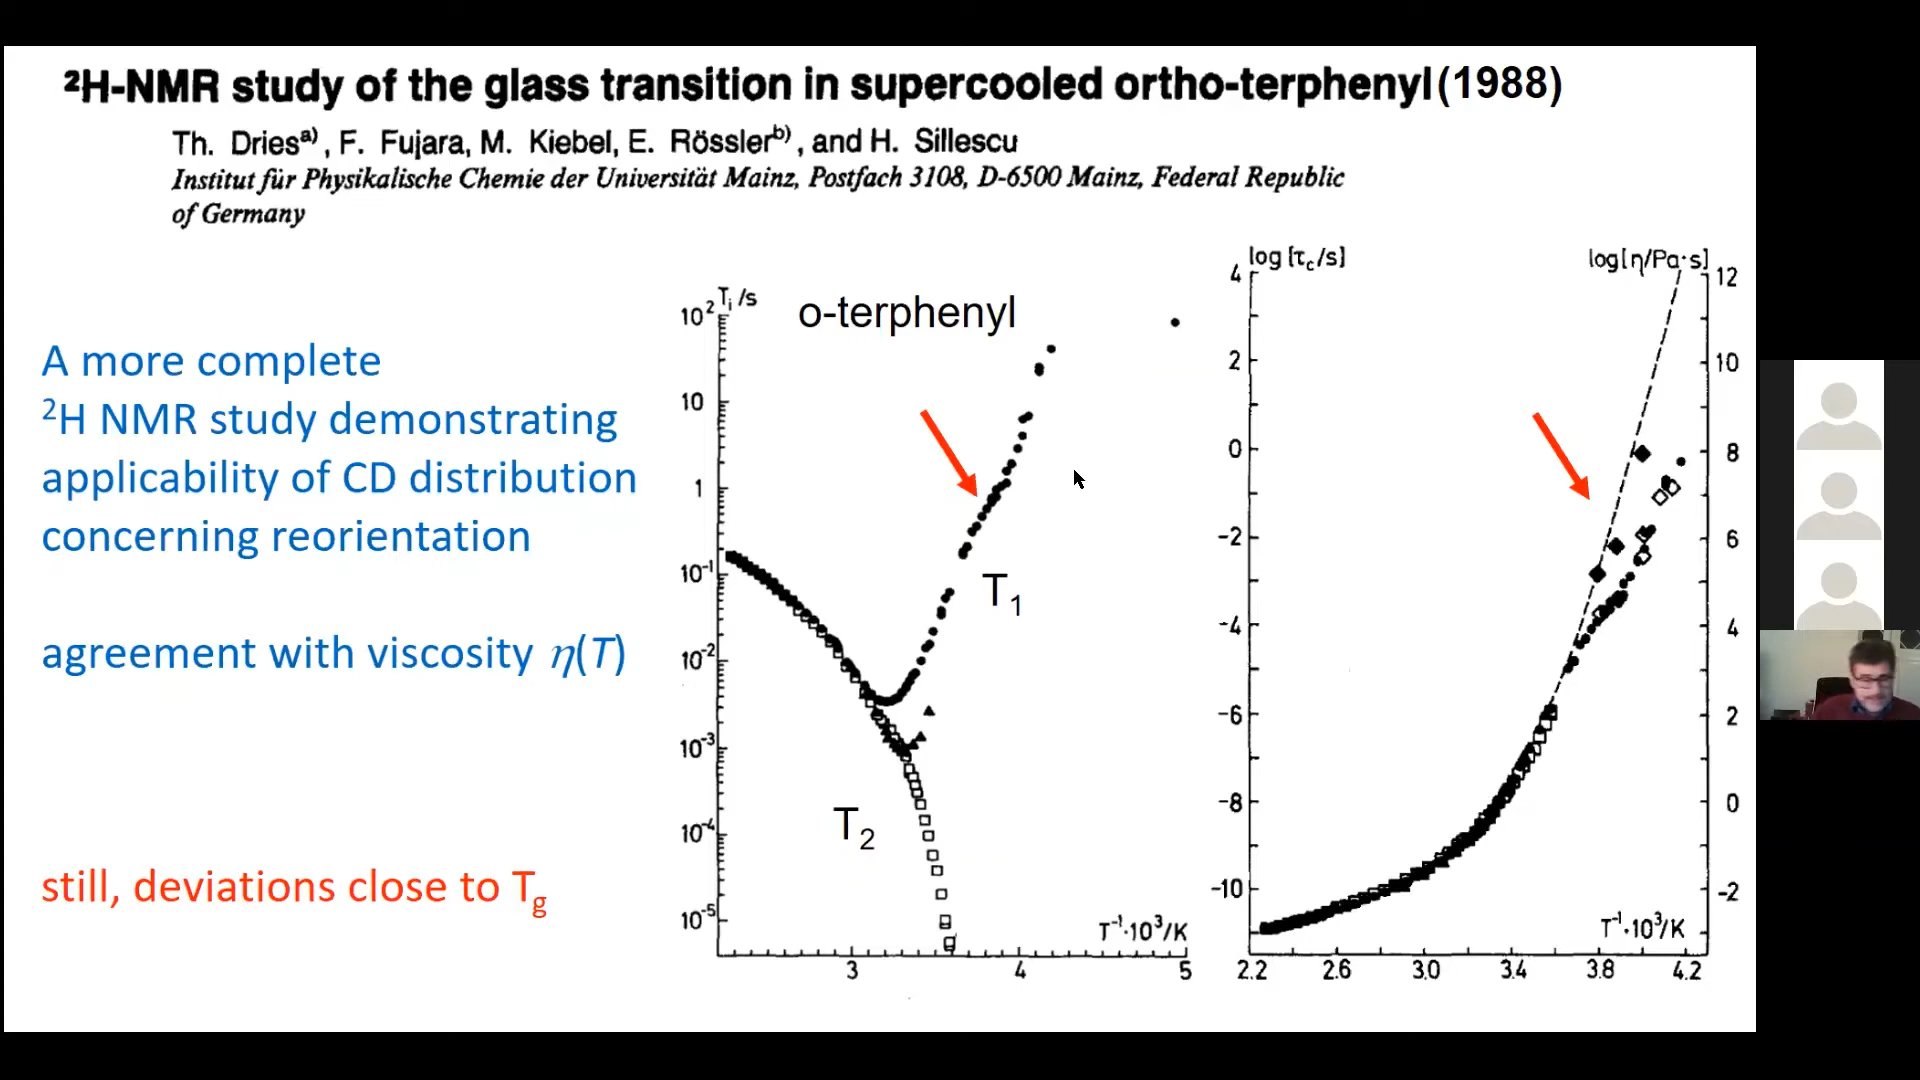 ²H-NMR study of the glass transition in supercooled ortho-terphenyl (1988)
Th. Driesᵃ⁾, F. Fujara, M. Kiebel, E. Rösslerᵇ⁾, and H. Sillescu
Institut für Physikalische Chemie der Universität Mainz, Postfach 3108, D-6500 Mainz, Federal Republic
of Germany
A more complete
²H NMR study demonstrating
applicability of CD distribution
concerning reorientation
agreement with viscosity η(T)
still, deviations close to Tg
Ti/s
o-terphenyl
10²
10
1
10⁻¹
10⁻²
10⁻³
10⁻⁴
10⁻⁵
T₁
T₂
T⁻¹·10³/K
3 4 5
log [τc/s]
log[η/Pa·s]
4
2
0
-2
-4
-6
-8
-10
12
10
8
6
4
2
0
-2
T⁻¹·10³/K
2.2 2.6 3.0 3.4 3.8 4.2